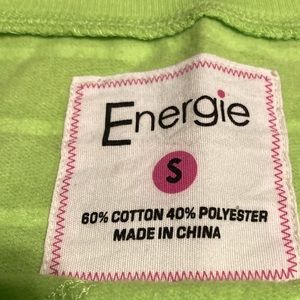 Energie
S
60% COTTON 40% POLYESTER
MADE IN CHINA